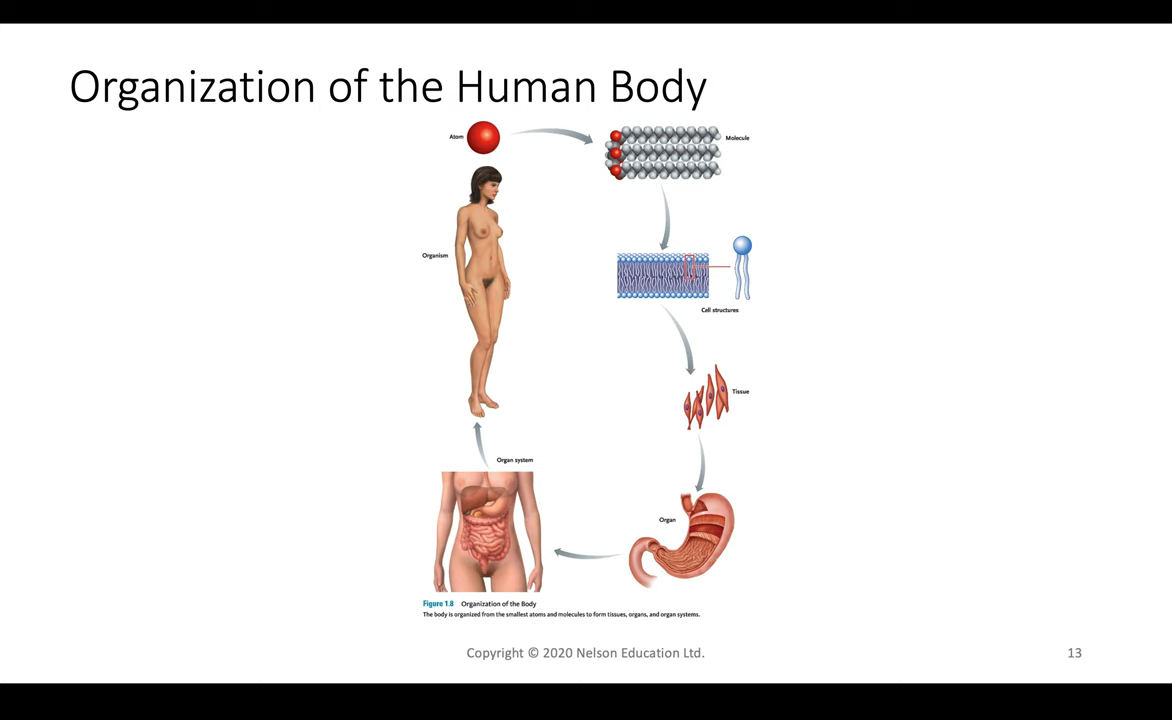 Organization of the Human Body
Atom
Molecule
Organism
Cell structures
Tissue
Organ system
Organ
Figure 1.8 Organization of the Body
The body is organized from the smallest atoms and molecules to form tissues, organs, and organ systems.
Copyright © 2020 Nelson Education Ltd.
13